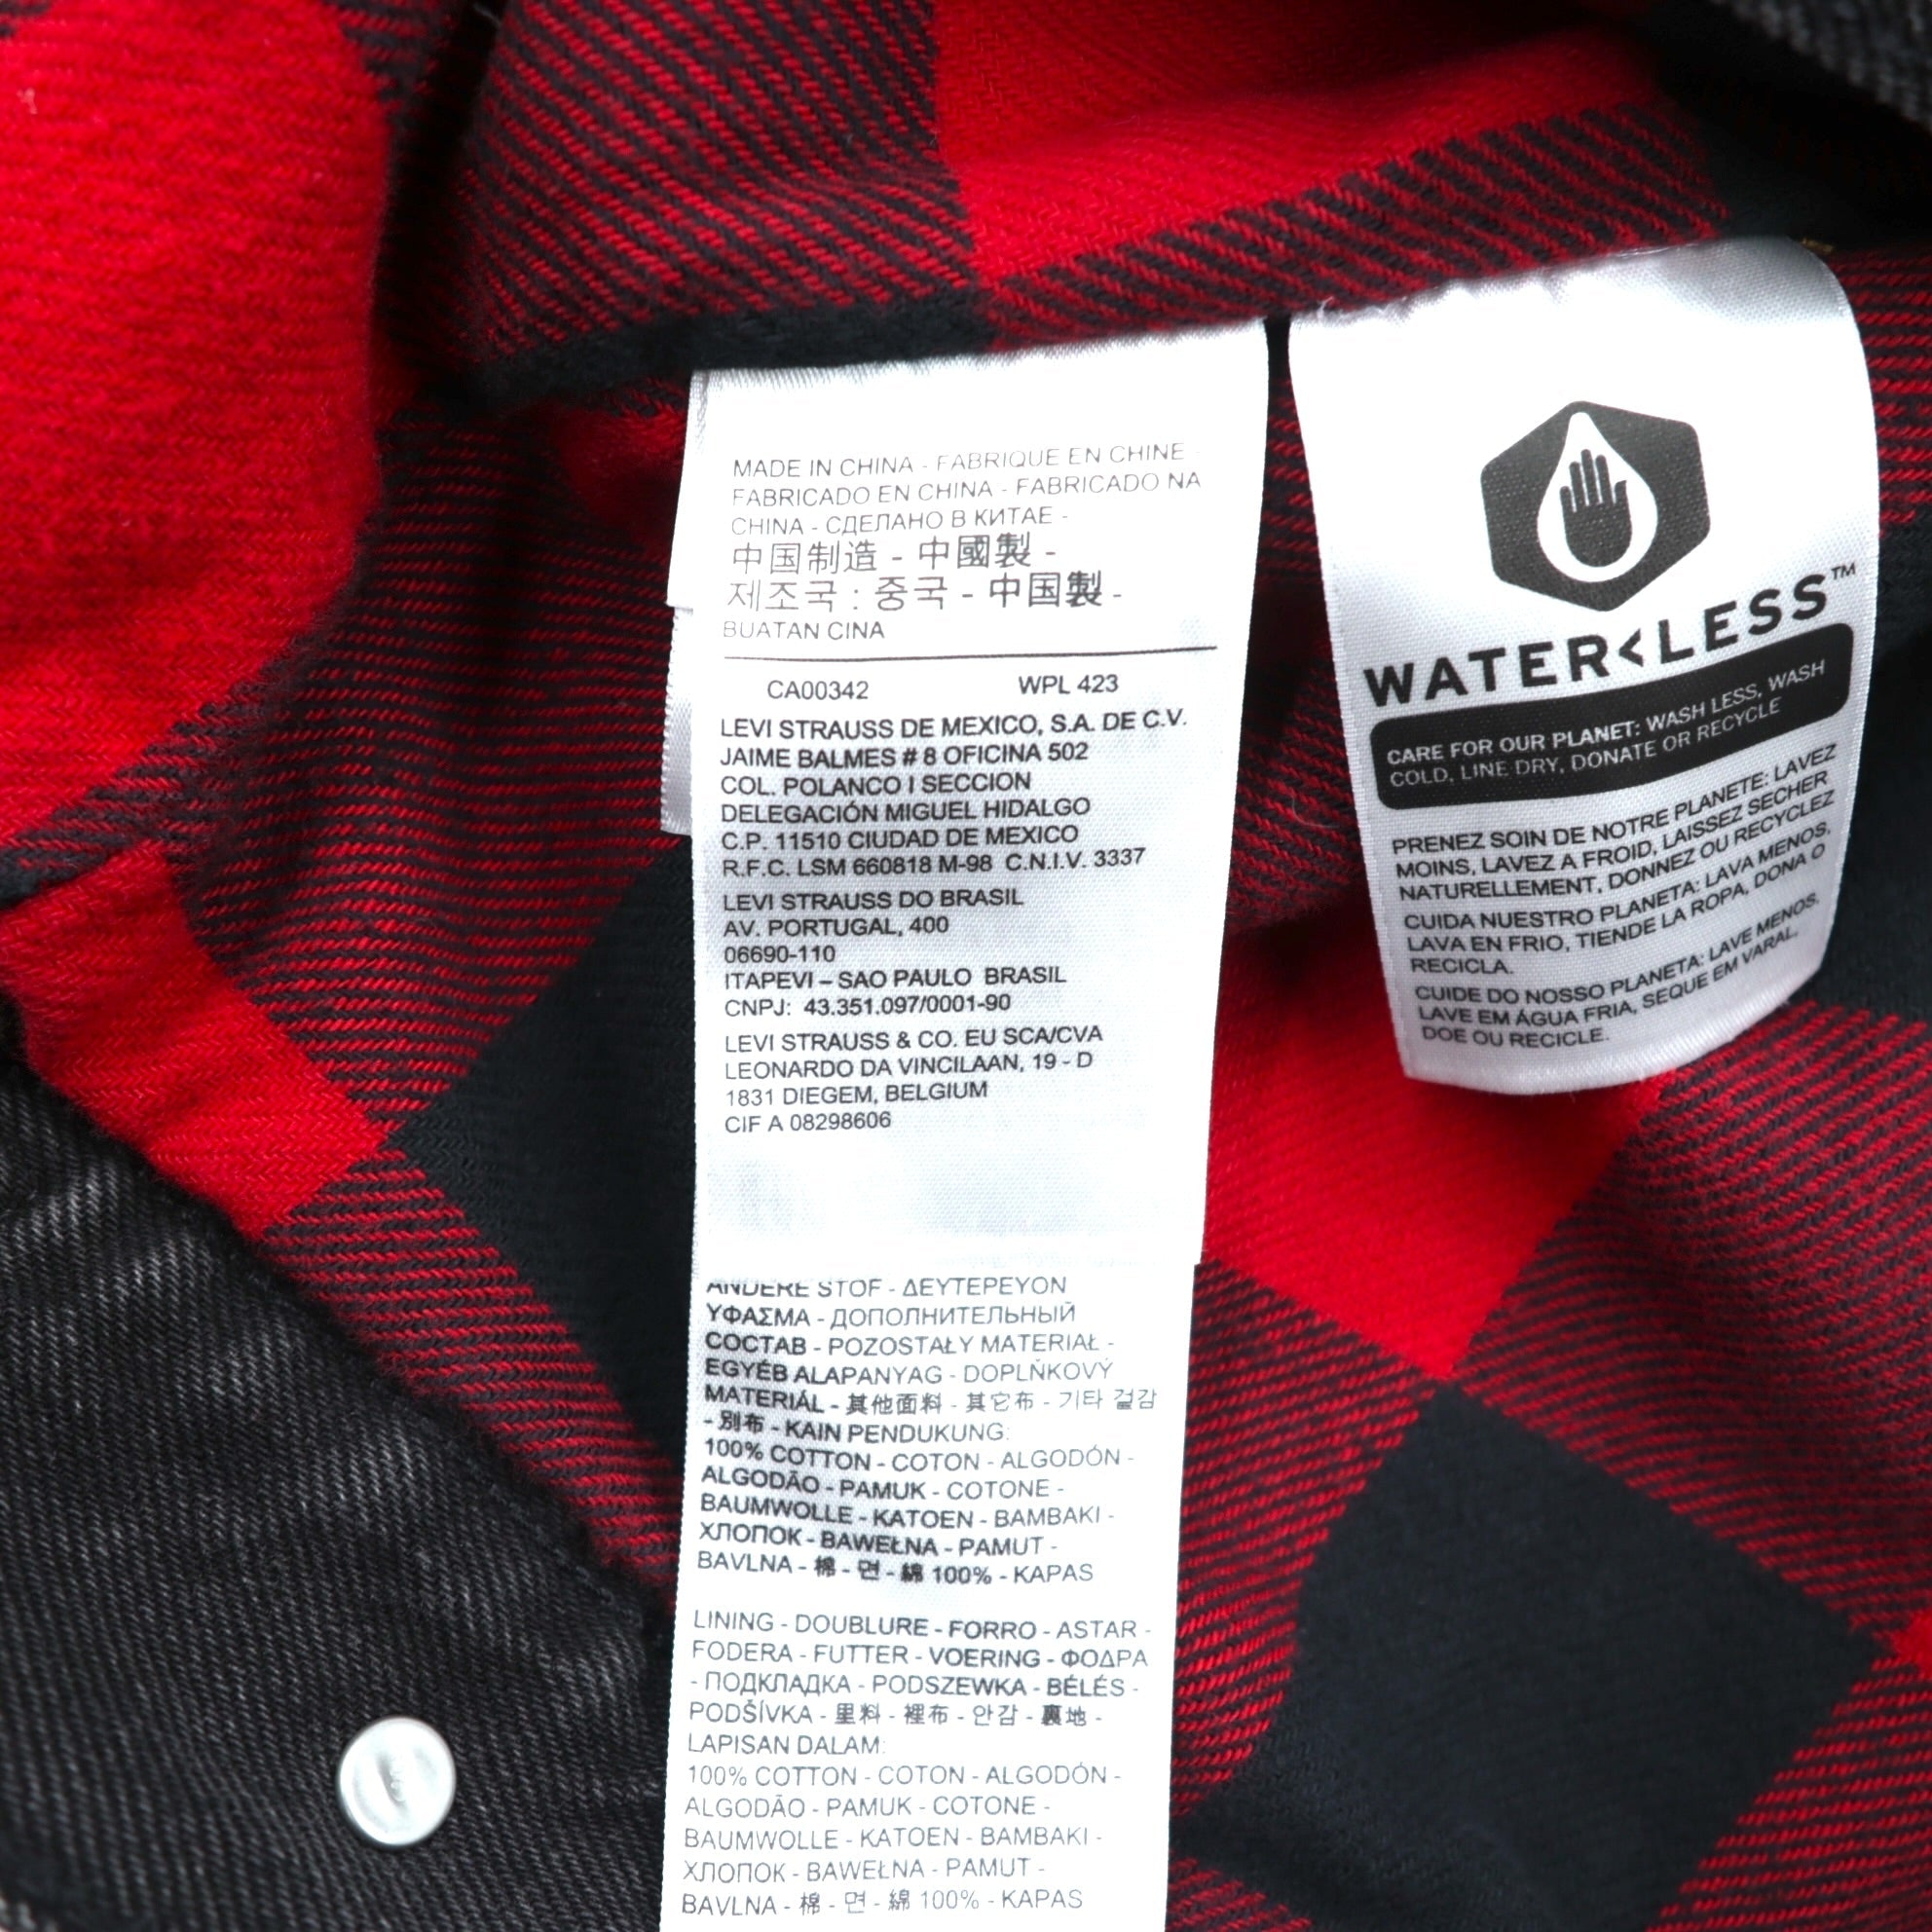 MADE IN CHINA - FABRIQUE EN CHINE -
FABRICADO EN CHINA - FABRICADO NA
CHINA - СДЕЛАНО В КИТАЕ -
中国制造 - 中國製 -
제조국 : 중국 - 中国製 -
BUATAN CINA
CA00342 WPL 423
LEVI STRAUSS DE MEXICO, S.A. DE C.V.
JAIME BALMES # 8 OFICINA 502
COL. POLANCO I SECCION
DELEGACIÓN MIGUEL HIDALGO
C.P. 11510 CIUDAD DE MEXICO
R.F.C. LSM 660818 M-98 C.N.I.V. 3337
LEVI STRAUSS DO BRASIL
AV. PORTUGAL, 400
06690-110
ITAPEVI – SAO PAULO BRASIL
CNPJ: 43.351.097/0001-90
LEVI STRAUSS & CO. EU SCA/CVA
LEONARDO DA VINCILAAN, 19 - D
1831 DIEGEM, BELGIUM
CIF A 08298606
ANDERE STOF - ΔΕΥΤΕΡΕΥΟΝ
ΥΦΑΣΜΑ - ДОПОЛНИТЕЛЬНЫЙ
СОСТАВ - POZOSTAŁY MATERIAŁ -
EGYÉB ALAPANYAG - DOPLŇKOVÝ
MATERIÁL - 其他面料 - 其它布 - 기타 겉감
- 別布 - KAIN PENDUKUNG:
100% COTTON - COTON - ALGODÓN -
ALGODÃO - PAMUK - COTONE -
BAUMWOLLE - KATOEN - BAMBAKI -
ХЛОПОК - BAWEŁNA - PAMUT -
BAVLNA - 棉 - 면 - 綿 100% - KAPAS
LINING - DOUBLURE - FORRO - ASTAR -
FODERA - FUTTER - VOERING - ΦΟΔΡΑ
- ПОДКЛАДКА - PODSZEWKA - BÉLÉS -
PODŠÍVKA - 里料 - 裡布 - 안감 - 裏地 -
LAPISAN DALAM:
100% COTTON - COTON - ALGODÓN -
ALGODÃO - PAMUK - COTONE -
BAUMWOLLE - KATOEN - BAMBAKI -
ХЛОПОК - BAWEŁNA - PAMUT -
BAVLNA - 棉 - 면 - 綿 100% - KAPAS
WATER<LESS™
CARE FOR OUR PLANET: WASH LESS, WASH
COLD, LINE DRY, DONATE OR RECYCLE
PRENEZ SOIN DE NOTRE PLANETE: LAVEZ
MOINS, LAVEZ A FROID, LAISSEZ SECHER
NATURELLEMENT, DONNEZ OU RECYCLEZ
CUIDA NUESTRO PLANETA: LAVA MENOS,
LAVA EN FRIO, TIENDE LA ROPA, DONA O
RECICLA.
CUIDE DO NOSSO PLANETA: LAVE MENOS,
LAVE EM ÁGUA FRIA, SEQUE EM VARAL,
DOE OU RECICLE.